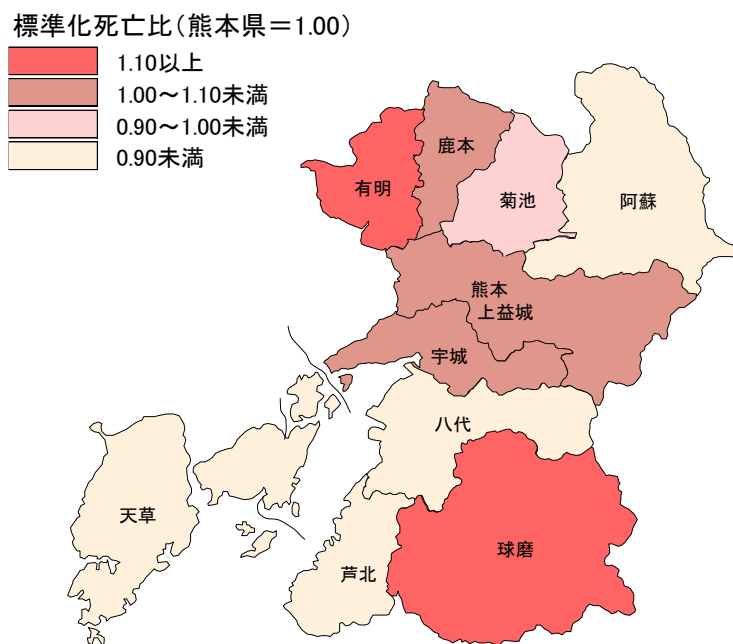 標準化死亡比(熊本県＝1.00)
1.10以上
1.00～1.10未満
0.90～1.00未満
0.90未満
鹿本
有明
菊池
阿蘇
熊本
上益城
宇城
八代
天草
球磨
芦北